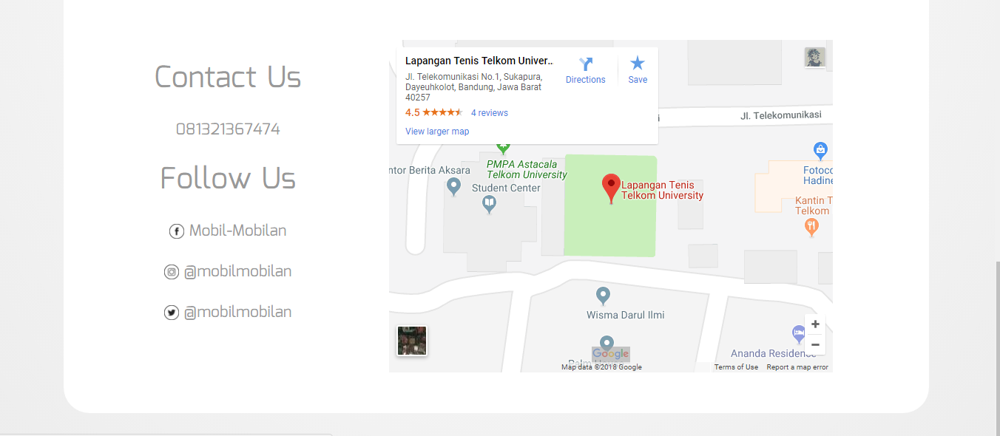 Contact Us
081321367474
Follow Us
Mobil-Mobilan
@mobilmobilan
@mobilmobilan
Lapangan Tenis Telkom Univer..
Jl. Telekomunikasi No.1, Sukapura,
Dayeuhkolot, Bandung, Jawa Barat
40257
4.5
4 reviews
View larger map
Directions
Save
Jl. Telekomunikasi
PMPA Astacala
Telkom University
ntor Berita Aksara
Student Center
Lapangan Tenis
Telkom University
Fotoco
Hadine
Kantin T
Telkom
Wisma Darul Ilmi
Ananda Residence
Google
Map data ©2018 Google
Terms of Use
Report a map error